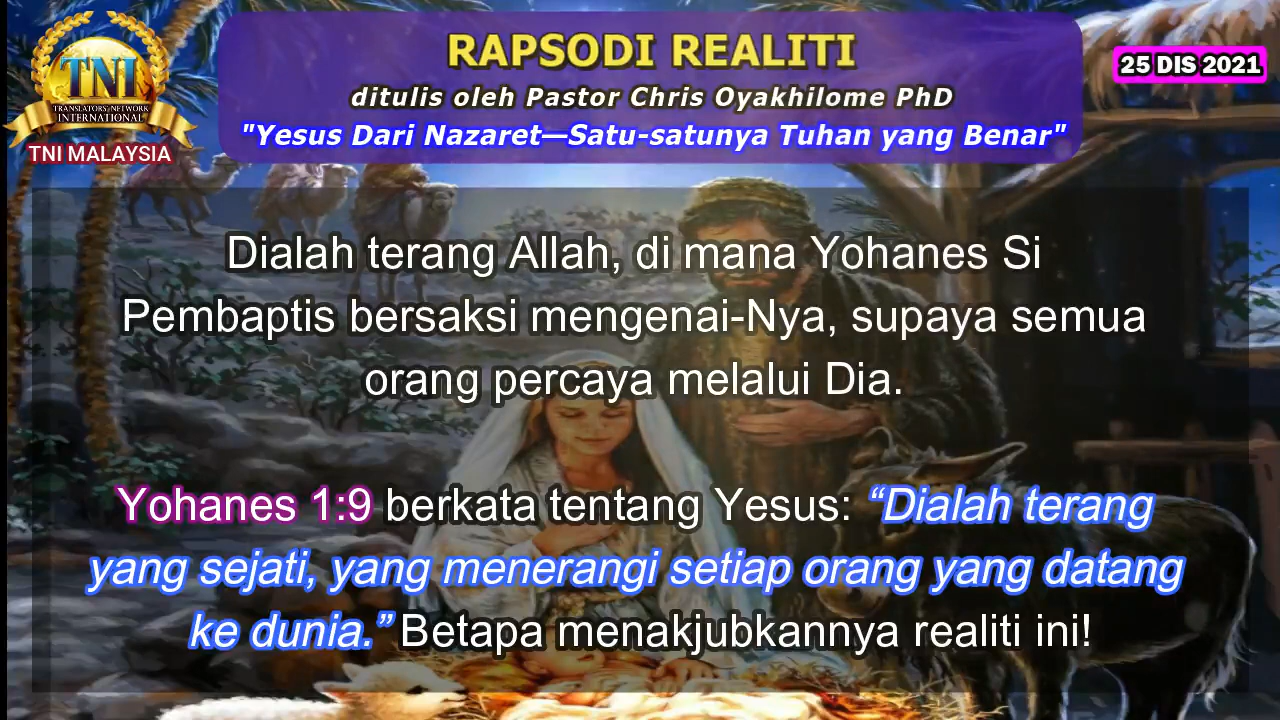 TNI
TRANSLATORS' NETWORK
INTERNATIONAL
TNI MALAYSIA
RAPSODI REALITI
ditulis oleh Pastor Chris Oyakhilome PhD
"Yesus Dari Nazaret—Satu-satunya Tuhan yang Benar"
25 DIS 2021
Dialah terang Allah, di mana Yohanes Si
Pembaptis bersaksi mengenai-Nya, supaya semua
orang percaya melalui Dia.
Yohanes 1:9 berkata tentang Yesus: “Dialah terang
yang sejati, yang menerangi setiap orang yang datang
ke dunia.” Betapa menakjubkannya realiti ini!